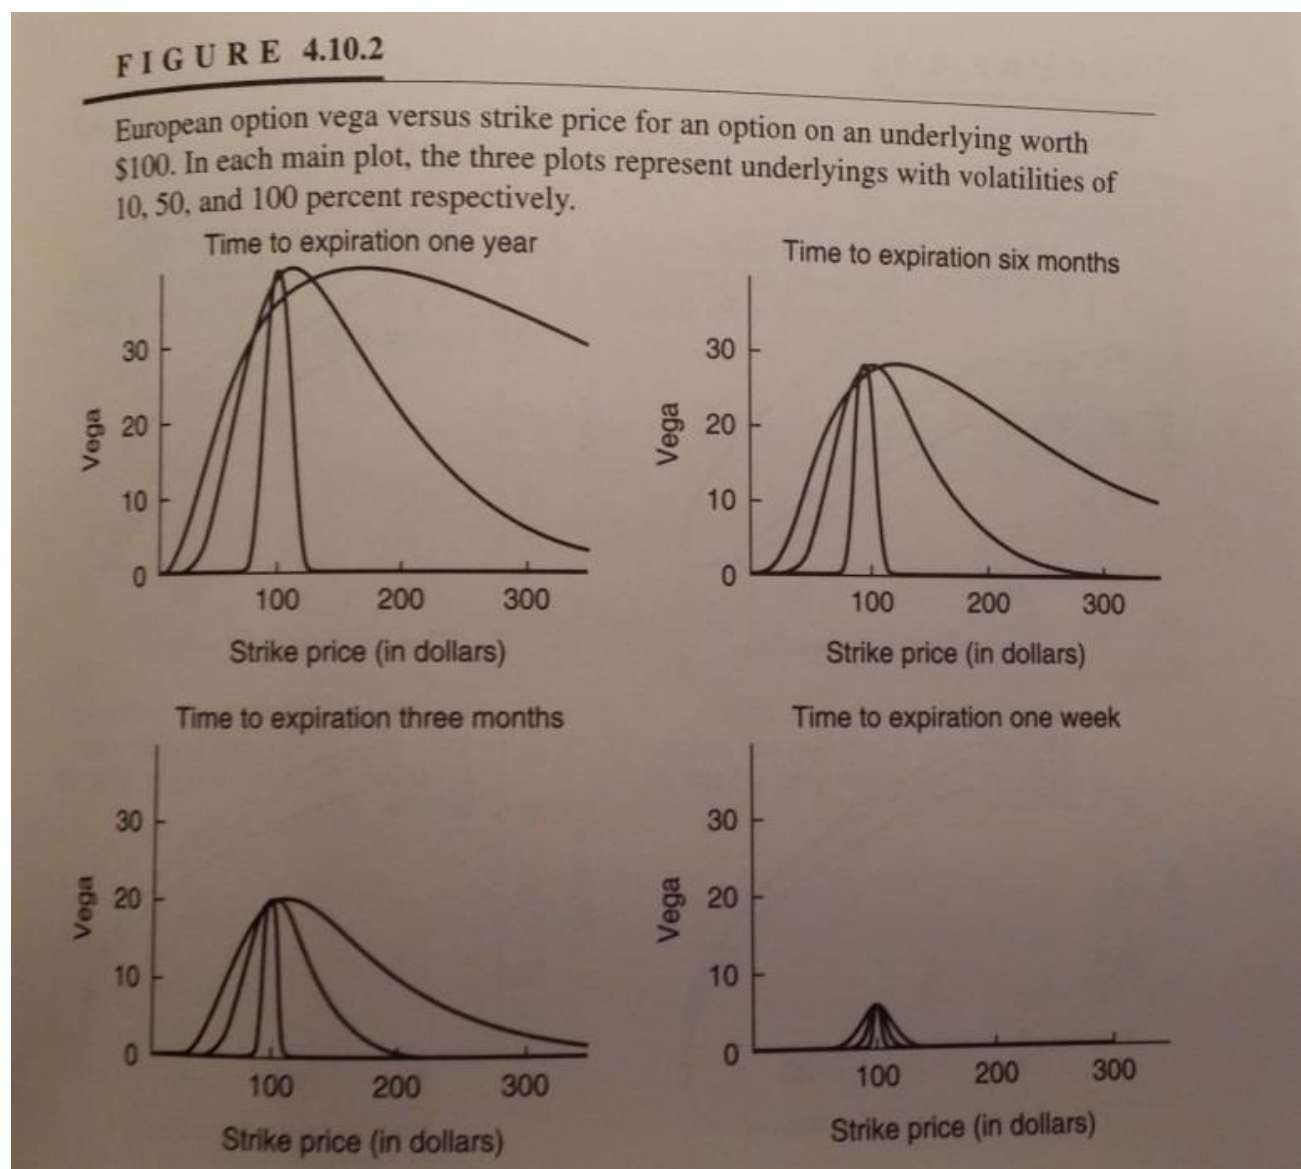 FIGURE 4.10.2
European option vega versus strike price for an option on an underlying worth
$100. In each main plot, the three plots represent underlyings with volatilities of
10, 50, and 100 percent respectively.
Time to expiration one year
30
20
10
0
Vega
100 200 300
Strike price (in dollars)
Time to expiration six months
30
20
10
0
Vega
100 200 300
Strike price (in dollars)
Time to expiration three months
30
20
10
0
Vega
100 200 300
Strike price (in dollars)
Time to expiration one week
30
20
10
0
Vega
100 200 300
Strike price (in dollars)